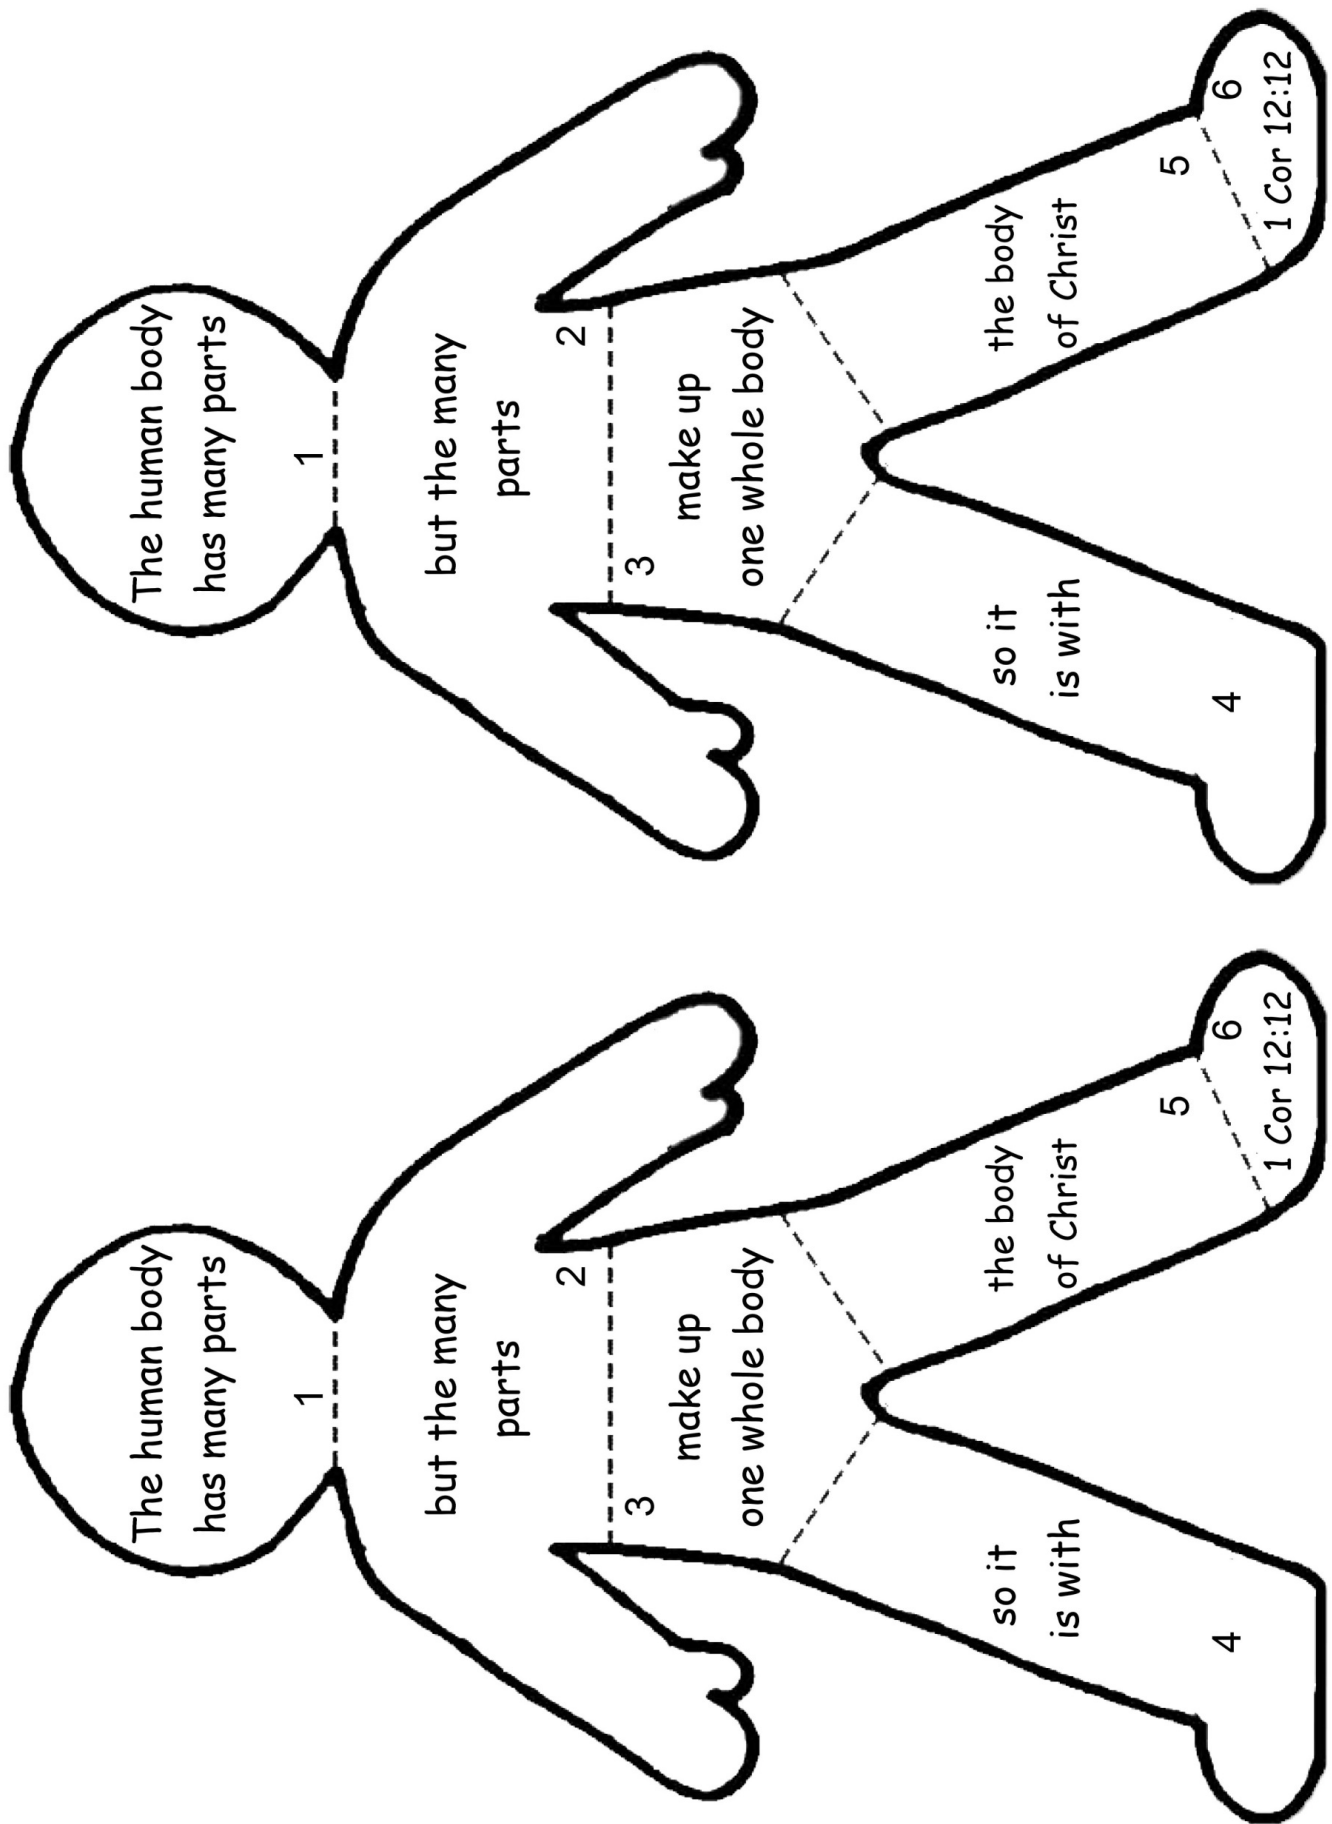 The human body
has many parts
1
but the many
parts
2
3
make up
one whole body
so it
is with
4
the body
of Christ
5
6
1 Cor 12:12
The human body
has many parts
1
but the many
parts
2
3
make up
one whole body
so it
is with
4
the body
of Christ
5
6
1 Cor 12:12